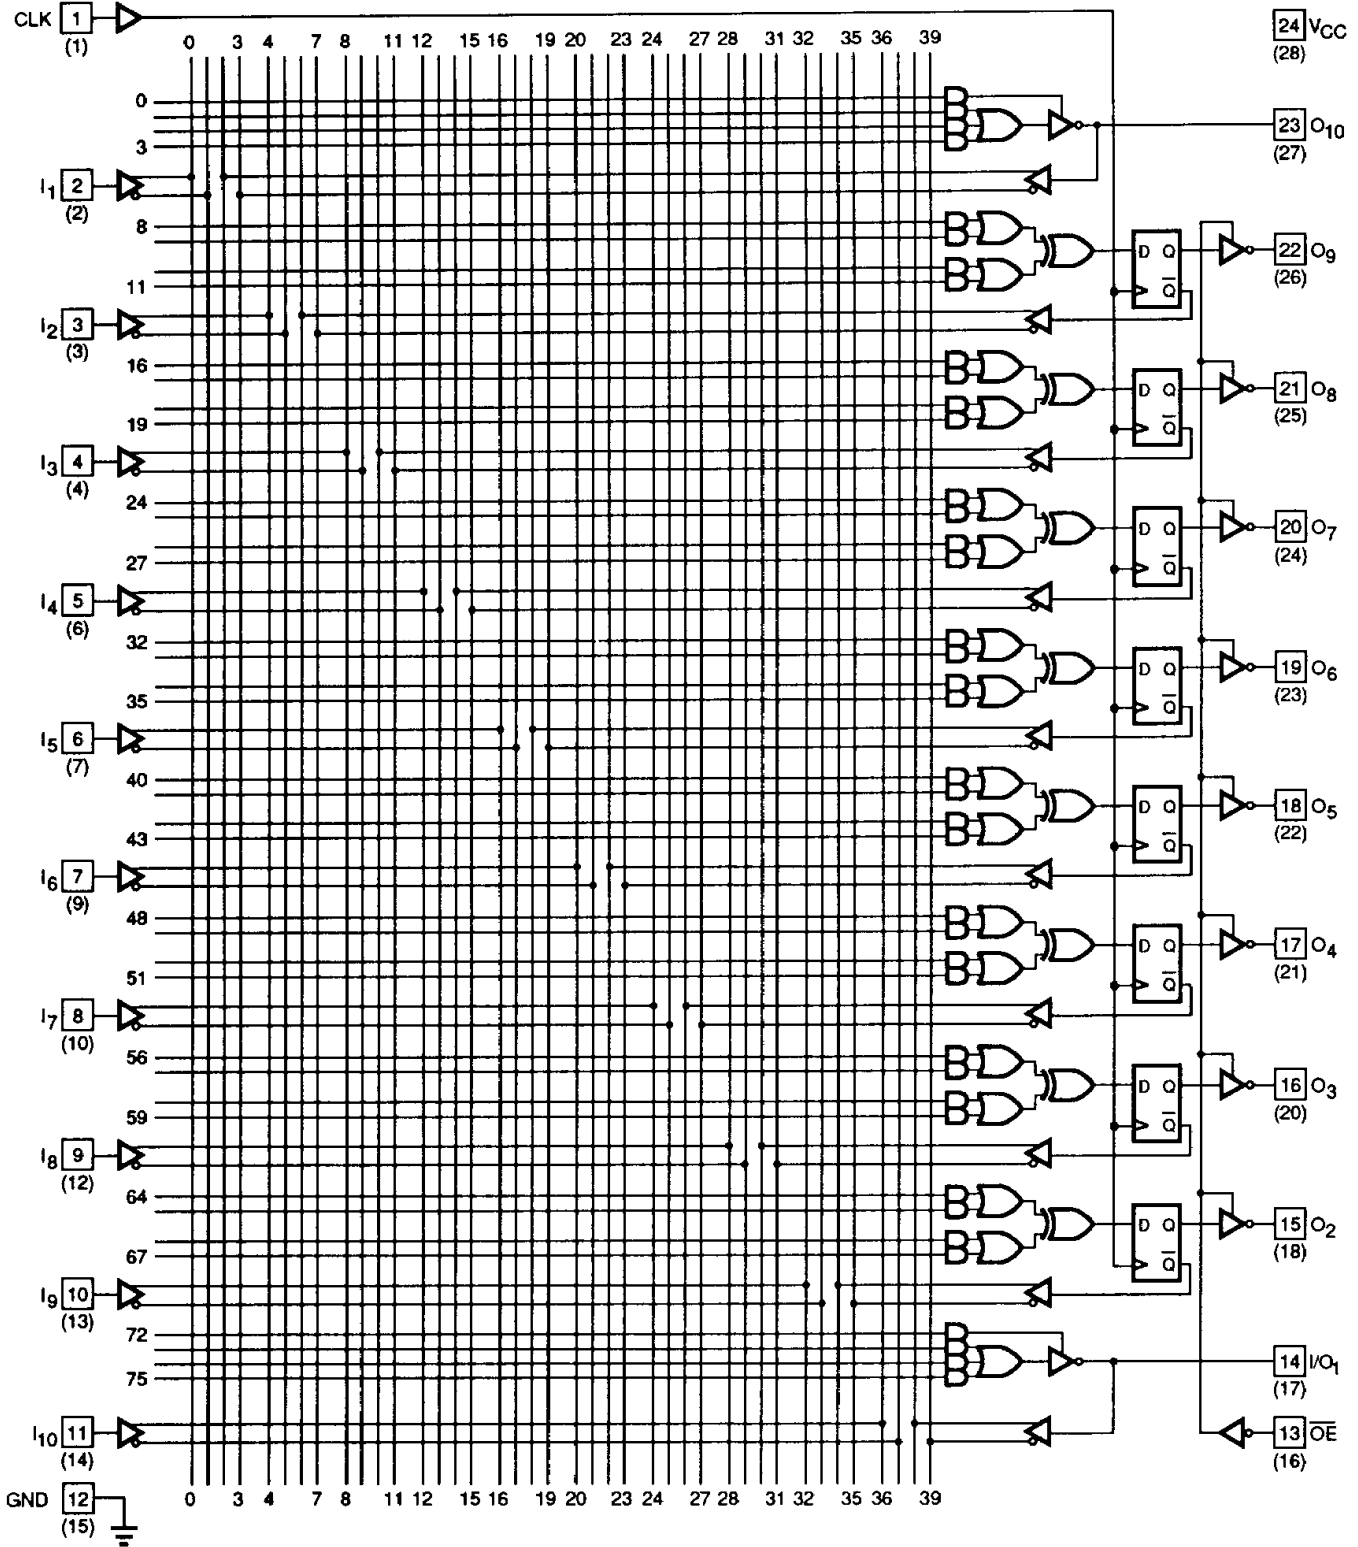 CLK 1 24 VCC
(1) 0 3 4 7 8 11 12 15 16 19 20 23 24 27 28 31 32 35 36 39 (28)
0
23 O10
3 (27)
I1 2
(2)
8
D Q 22 O9
11 Q (26)
I2 3
(3)
16
D Q 21 O8
19 Q (25)
I3 4
(4)
24
D Q 20 O7
27 Q (24)
I4 5
(6)
32
D Q 19 O6
35 Q (23)
I5 6
(7)
40
D Q 18 O5
43 Q (22)
I6 7
(9)
48
D Q 17 O4
51 Q (21)
I7 8
(10)
56
D Q 16 O3
59 Q (20)
I8 9
(12)
64
D Q 15 O2
67 Q (18)
I9 10
(13)
72
14 I/O1
75 (17)
I10 11 13 OE
(14) (16)
GND 12 0 3 4 7 8 11 12 15 16 19 20 23 24 27 28 31 32 35 36 39
(15)